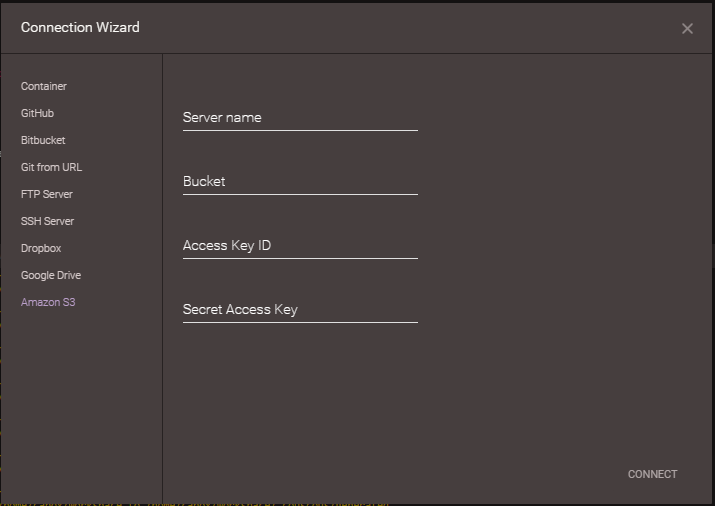 Connection Wizard
Container
GitHub
Bitbucket
Git from URL
FTP Server
SSH Server
Dropbox
Google Drive
Amazon S3
Server name
Bucket
Access Key ID
Secret Access Key
CONNECT